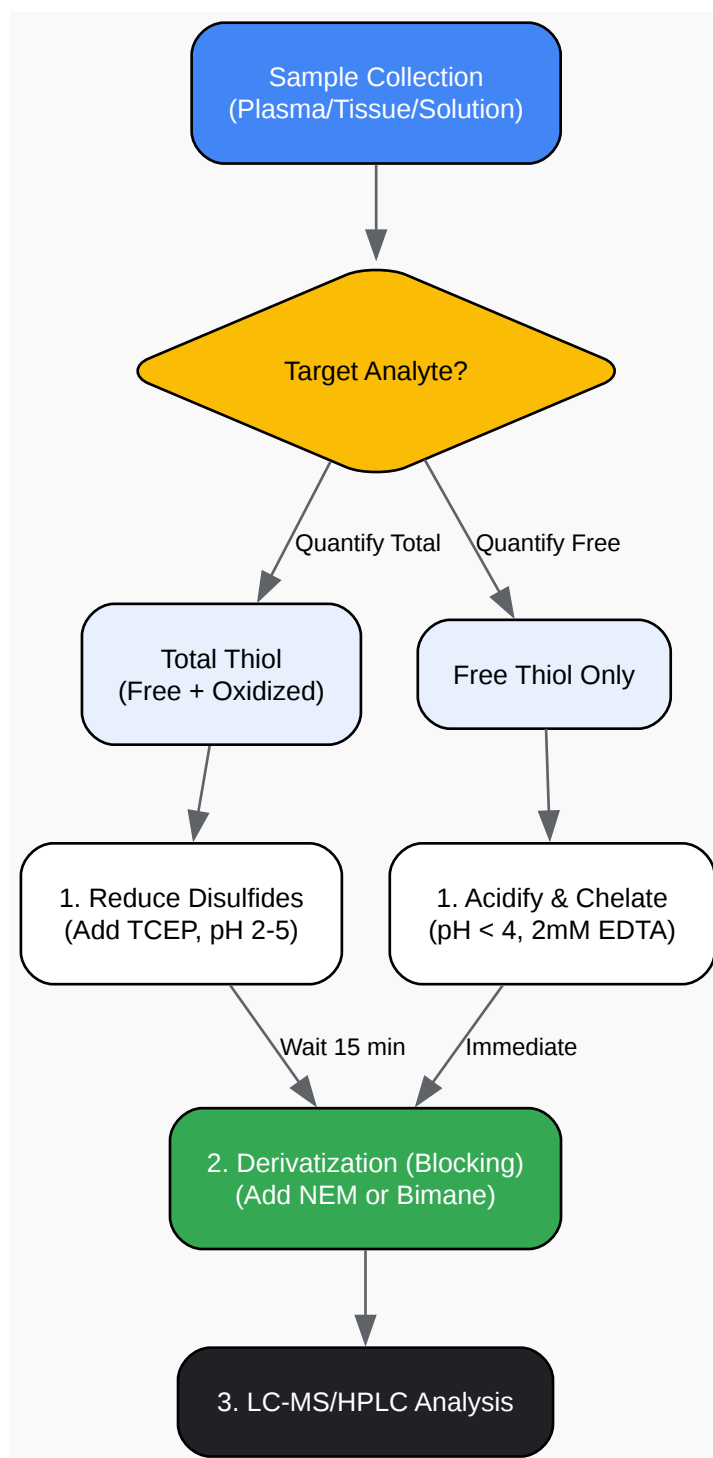 Sample Collection
(Plasma/Tissue/Solution)
Target Analyte?
Quantify Total
Quantify Free
Total Thiol
(Free + Oxidized)
Free Thiol Only
1. Reduce Disulfides
(Add TCEP, pH 2-5)
1. Acidify & Chelate
(pH < 4, 2mM EDTA)
Wait 15 min
Immediate
2. Derivatization (Blocking)
(Add NEM or Bimane)
3. LC-MS/HPLC Analysis